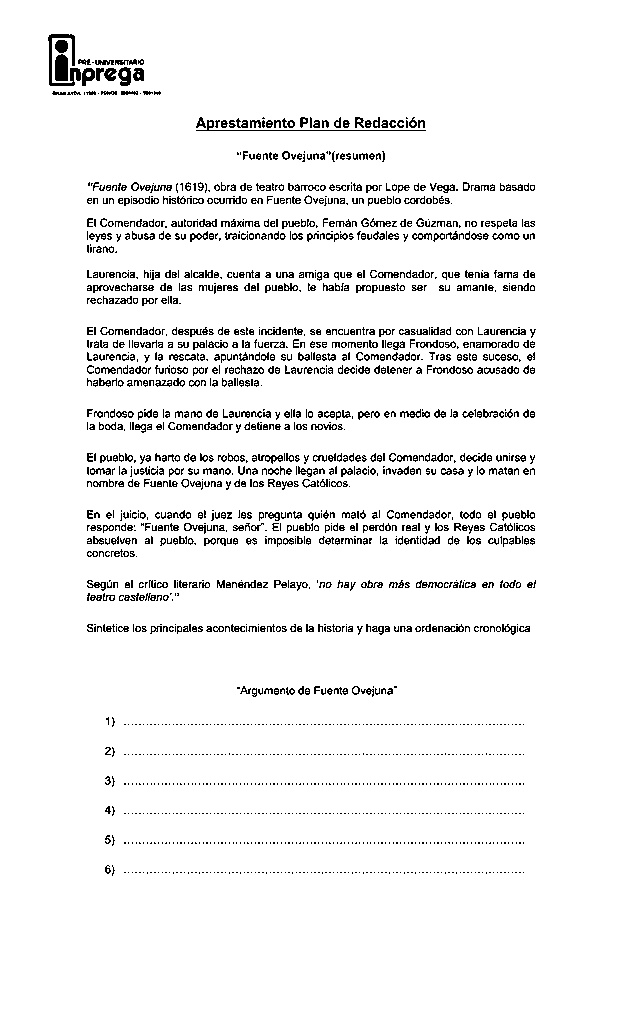 PRE-UNIVERSITARIO
Inprega
Aprestamiento Plan de Redacción
“Fuente Ovejuna”(resumen)
“Fuente Ovejuna (1619), obra de teatro barroco escrita por Lope de Vega. Drama basado
en un episodio histórico ocurrido en Fuente Ovejuna, un pueblo cordobés.
El Comendador, autoridad máxima del pueblo, Fernán Gómez de Guzman, no respeta las
leyes y abusa de su poder, traicionando los principios feudales y comportándose como un
tirano.
Laurencia, hija del alcalde, cuenta a una amiga que el Comendador, que tenía fama de
aprovecharse de las mujeres del pueblo, le había propuesto ser su amante, siendo
rechazado por ella.
El Comendador, después de este incidente, se encuentra por casualidad con Laurencia y
trata de llevarla a su palacio a la fuerza. En ese momento llega Frondoso, enamorado de
Laurencia, y la rescata, apuntándole su ballesta al Comendador. Tras este suceso, el
Comendador furioso por el rechazo de Laurencia decide detener a Frondoso acusado de
haberlo amenazado con la ballesta.
Frondoso pide la mano de Laurencia y ella lo acepta, pero en medio de la celebración de
la boda, llega el Comendador y detiene a los novios.
El pueblo, ya harto de los robos, atropellos y crueldades del Comendador, decide unirse y
tomar la justicia por su mano. Una noche llegan al palacio, invaden su casa y lo matan en
nombre de Fuente Ovejuna y de los Reyes Católicos.
En el juicio, cuando el juez les pregunta quién mató al Comendador, todo el pueblo
responde: “Fuente Ovejuna, señor”. El pueblo pide el perdón real y los Reyes Católicos
absuelven al pueblo, porque es imposible determinar la identidad de los culpables
concretos.
Según el crítico literario Menéndez Pelayo, ‘no hay obra más democrática en todo el
teatro castellano’.”
Sintetice los principales acontecimientos de la historia y haga una ordenación cronológica
“Argumento de Fuente Ovejuna”
1) ....................................................................................................
2) ....................................................................................................
3) ....................................................................................................
4) ....................................................................................................
5) ....................................................................................................
6) ....................................................................................................